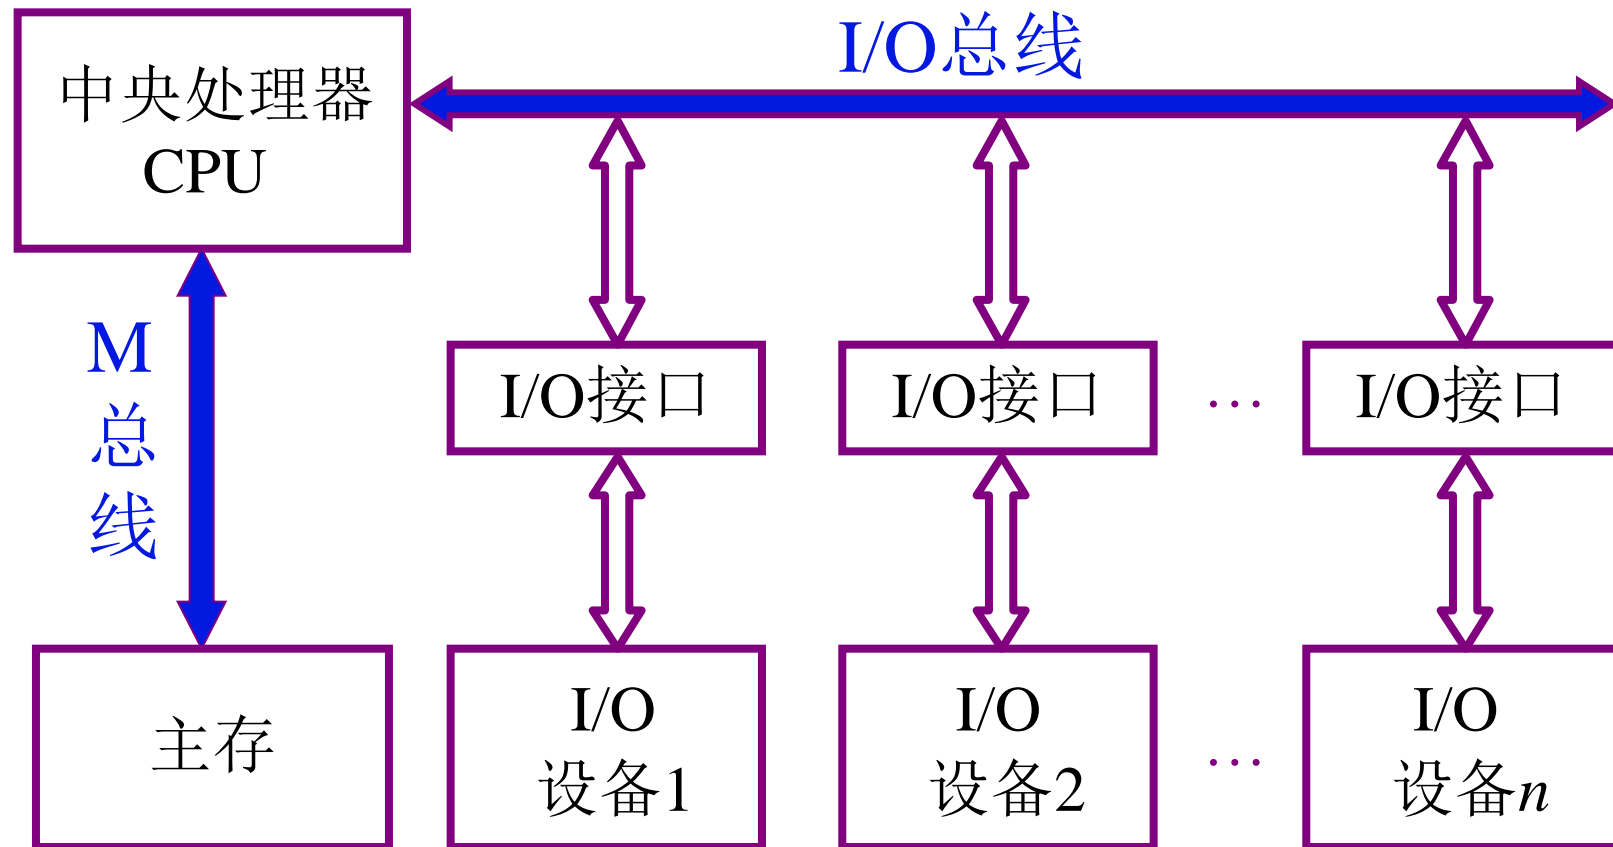 I/O总线
中央处理器
CPU
M
总
线
I/O接口
I/O接口
…
I/O接口
主存
I/O
设备1
I/O
设备2
…
I/O
设备n